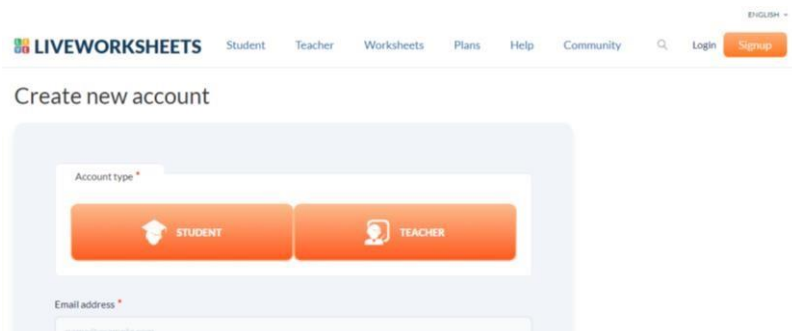 ENGLISH
LIVEWORKSHEETS Student Teacher Worksheets Plans Help Community Login Signup
Create new account
Account type *
STUDENT TEACHER
Email address *